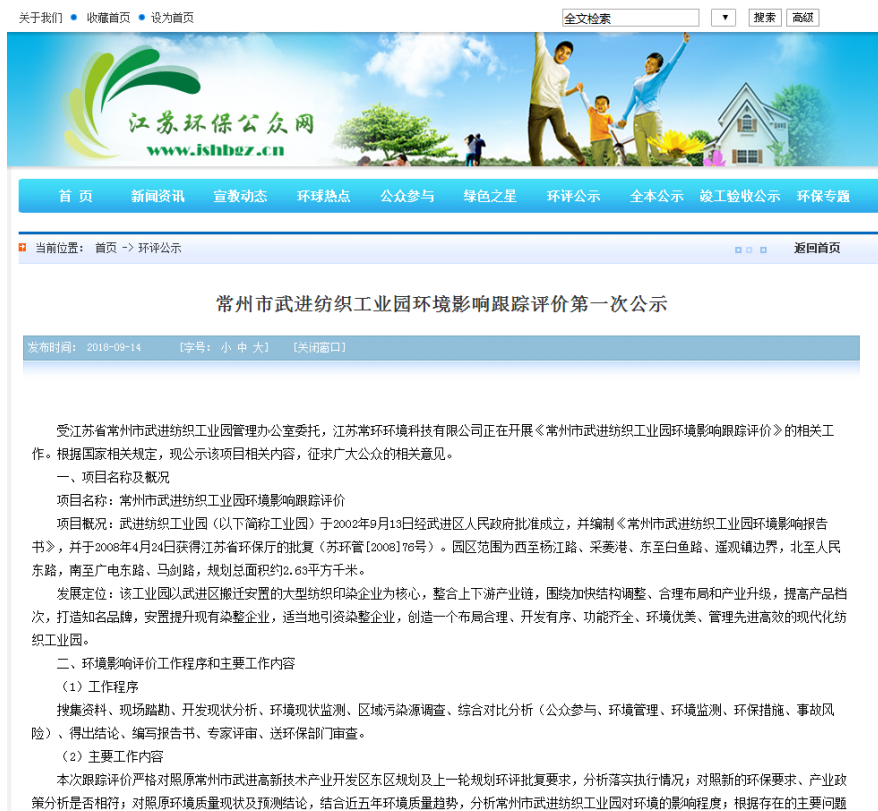 关于我们 收藏首页 设为首页
全文检索 搜索 高级
江苏环保公众网
www.jshbgz.cn
首 页 新闻资讯 宣教动态 环球热点 公众参与 绿色之星 环评公示 全本公示 竣工验收公示 环保专题
当前位置: 首页 -> 环评公示 返回首页
常州市武进纺织工业园环境影响跟踪评价第一次公示
发布时间: 2018-09-14 [字号: 小 中 大] [关闭窗口]
受江苏省常州市武进纺织工业园管理办公室委托，江苏常环环境科技有限公司正在开展《常州市武进纺织工业园环境影响跟踪评价》的相关工
作。根据国家相关规定，现公示该项目相关内容，征求广大公众的相关意见。
一、项目名称及概况
项目名称：常州市武进纺织工业园环境影响跟踪评价
项目概况：武进纺织工业园（以下简称工业园）于2002年9月13日经武进区人民政府批准成立，并编制《常州市武进纺织工业园环境影响报告
书》，并于2008年4月24日获得江苏省环保厅的批复（苏环管[2008]76号）。园区范围为西至杨江路、采菱港、东至白鱼路、遥观镇边界，北至人民
东路，南至广电东路、马剑路，规划总面积约2.63平方千米。
发展定位：该工业园以武进区搬迁安置的大型纺织印染企业为核心，整合上下游产业链，围绕加快结构调整、合理布局和产业升级，提高产品档
次，打造知名品牌，安置提升现有染整企业，适当地引资染整企业，创造一个布局合理、开发有序、功能齐全、环境优美、管理先进高效的现代化纺
织工业园。
二、环境影响评价工作程序和主要工作内容
（1）工作程序
搜集资料、现场踏勘、开发现状分析、环境现状监测、区域污染源调查、综合对比分析（公众参与、环境管理、环境监测、环保措施、事故风
险）、得出结论、编写报告书、专家评审、送环保部门审查。
（2）主要工作内容
本次跟踪评价严格对照原常州市武进高新技术产业开发区东区规划及上一轮规划环评批复要求，分析落实执行情况；对照新的环保要求、产业政
策分析是否相符；对照原环境质量现状及预测结论，结合近五年环境质量趋势，分析常州市武进纺织工业园对环境的影响程度；根据存在的主要问题